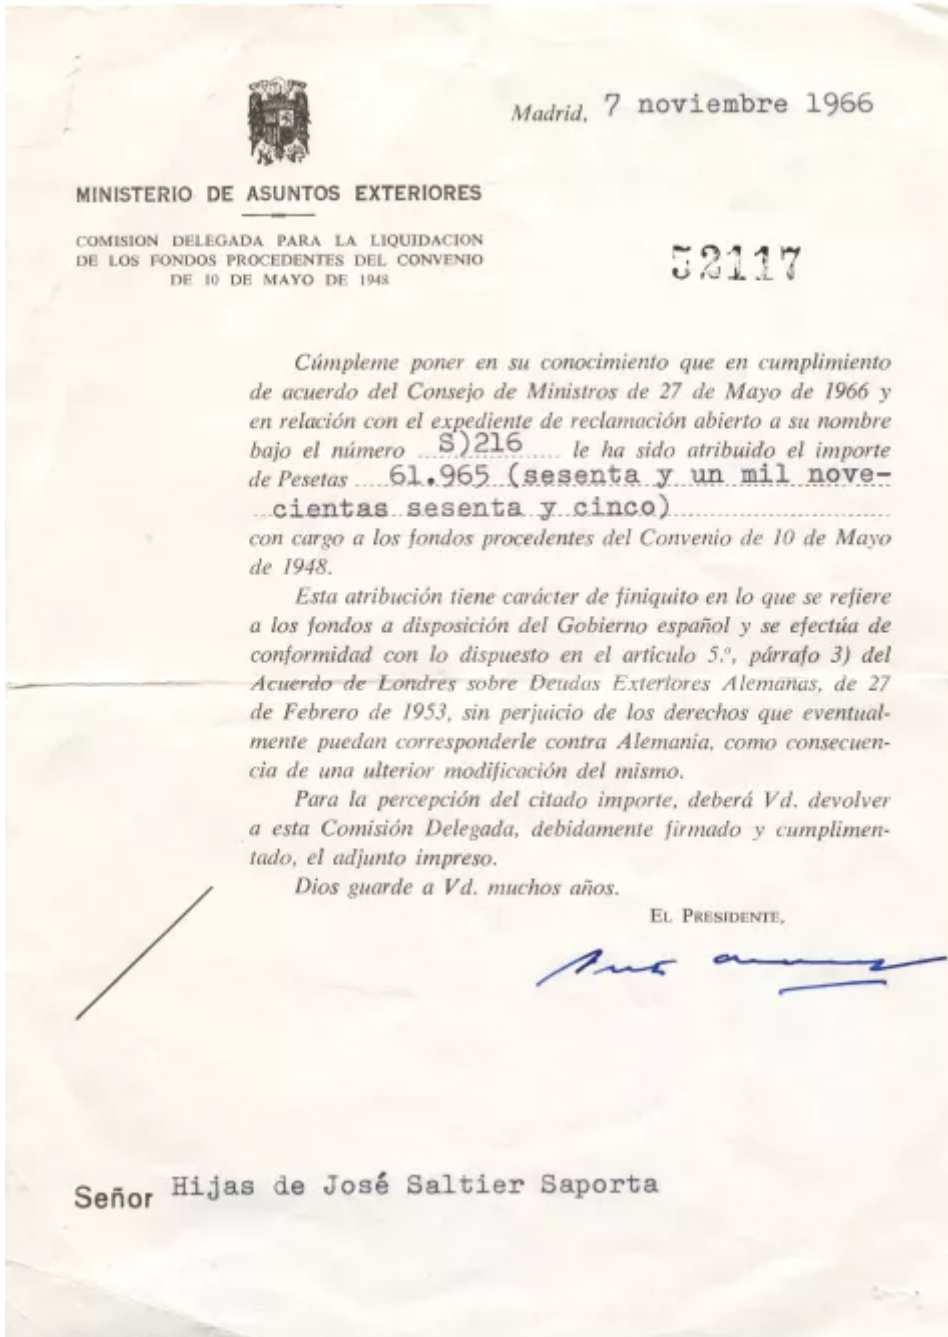 Madrid, 7 noviembre 1966
MINISTERIO DE ASUNTOS EXTERIORES
COMISION DELEGADA PARA LA LIQUIDACION
DE LOS FONDOS PROCEDENTES DEL CONVENIO
DE 10 DE MAYO DE 1948
52117
Cúmpleme poner en su conocimiento que en cumplimiento
de acuerdo del Consejo de Ministros de 27 de Mayo de 1966 y
en relación con el expediente de reclamación abierto a su nombre
bajo el número S)216 le ha sido atribuido el importe
de Pesetas 61.965 (sesenta y un mil nove-
cientas sesenta y cinco)
con cargo a los fondos procedentes del Convenio de 10 de Mayo
de 1948.
Esta atribución tiene carácter de finiquito en lo que se refiere
a los fondos a disposición del Gobierno español y se efectúa de
conformidad con lo dispuesto en el artículo 5.º, párrafo 3) del
Acuerdo de Londres sobre Deudas Exteriores Alemanas, de 27
de Febrero de 1953, sin perjuicio de los derechos que eventual-
mente puedan corresponderle contra Alemania, como consecuen-
cia de una ulterior modificación del mismo.
Para la percepción del citado importe, deberá Vd. devolver
a esta Comisión Delegada, debidamente firmado y cumplimen-
tado, el adjunto impreso.
Dios guarde a Vd. muchos años.
EL PRESIDENTE,
Señor Hijas de José Saltier Saporta